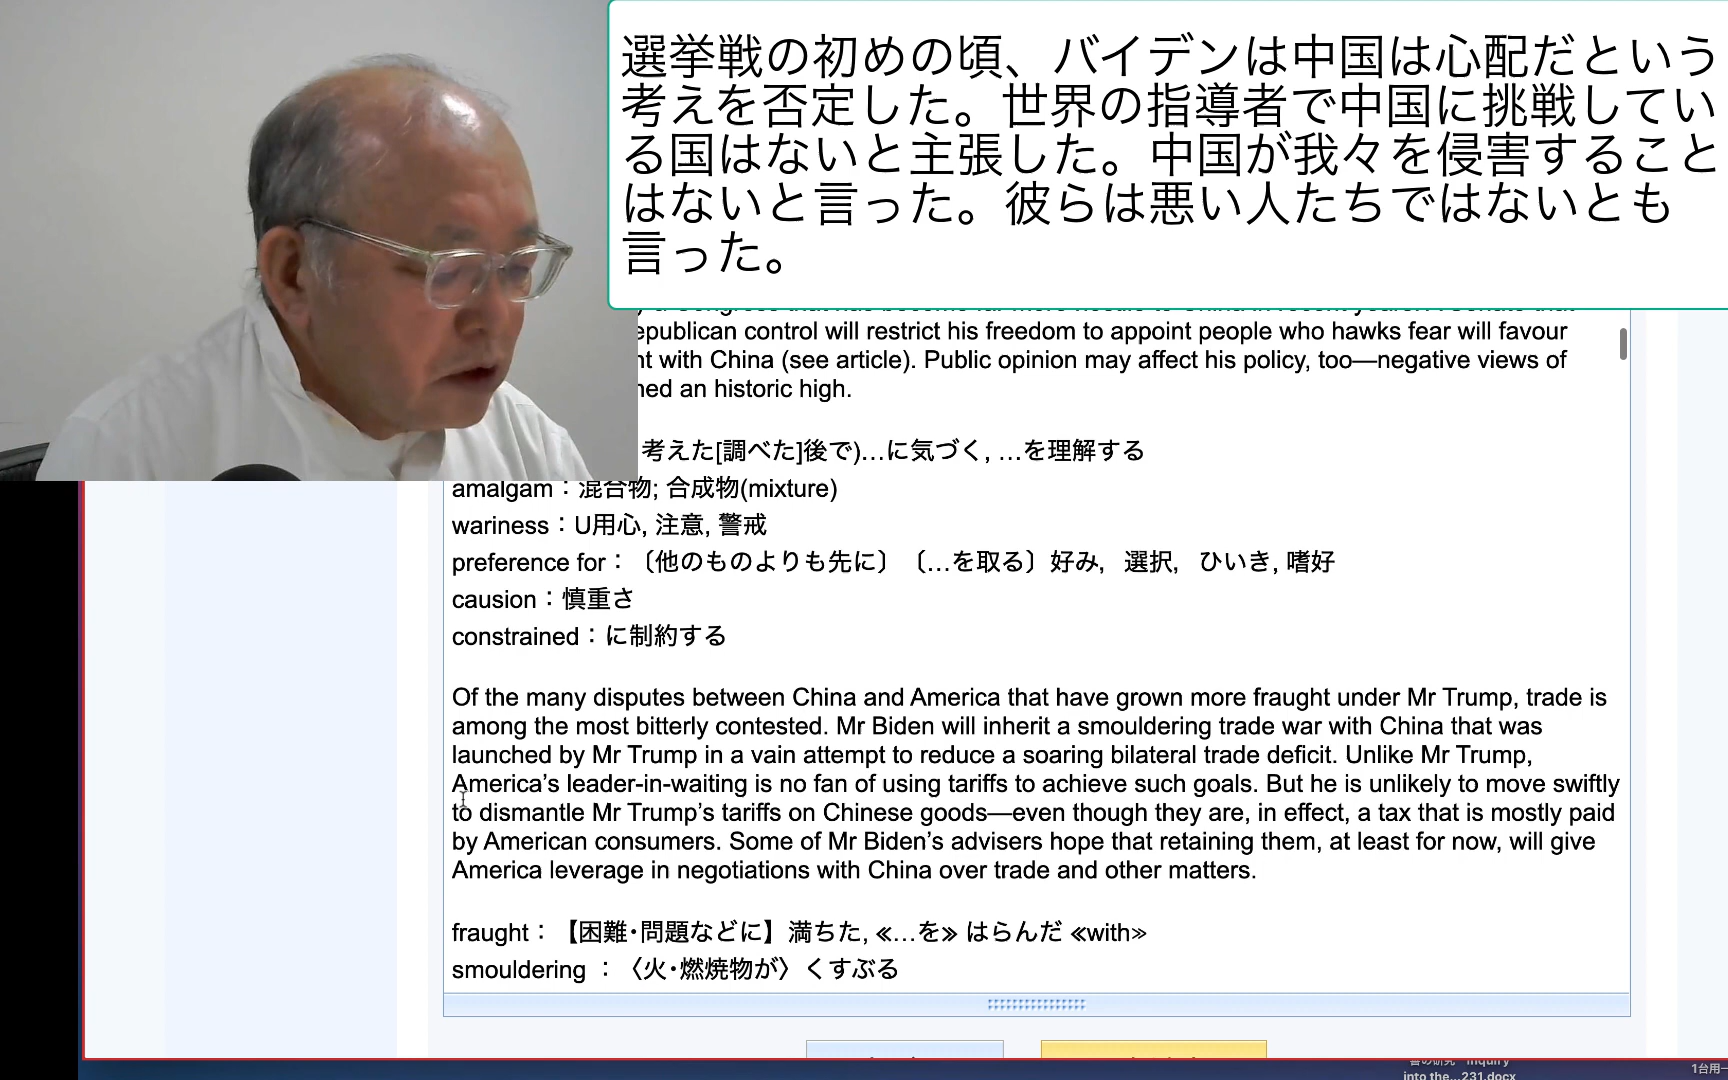 選挙戦の初めの頃、バイデンは中国は心配だという
考えを否定した。世界の指導者で中国に挑戦してい
る国はないと主張した。中国が我々を侵害すること
はないと言った。彼らは悪い人たちではないとも
言った。
epublican control will restrict his freedom to appoint people who hawks fear will favour
nt with China (see article). Public opinion may affect his policy, too—negative views of
ned an historic high.
考えた[調べた]後で)…に気づく, …を理解する
amalgam：混合物; 合成物(mixture)
wariness：U用心, 注意, 警戒
preference for：〔他のものよりも先に〕〔…を取る〕好み, 選択, ひいき, 嗜好
causion：慎重さ
constrained：に制約する
Of the many disputes between China and America that have grown more fraught under Mr Trump, trade is
among the most bitterly contested. Mr Biden will inherit a smouldering trade war with China that was
launched by Mr Trump in a vain attempt to reduce a soaring bilateral trade deficit. Unlike Mr Trump,
America’s leader-in-waiting is no fan of using tariffs to achieve such goals. But he is unlikely to move swiftly
to dismantle Mr Trump’s tariffs on Chinese goods—even though they are, in effect, a tax that is mostly paid
by American consumers. Some of Mr Biden’s advisers hope that retaining them, at least for now, will give
America leverage in negotiations with China over trade and other matters.
fraught：【困難･問題などに】満ちた, ≪…を≫ はらんだ ≪with≫
smouldering ：〈火･燃焼物が〉くすぶる
into the...231.docx
1台用